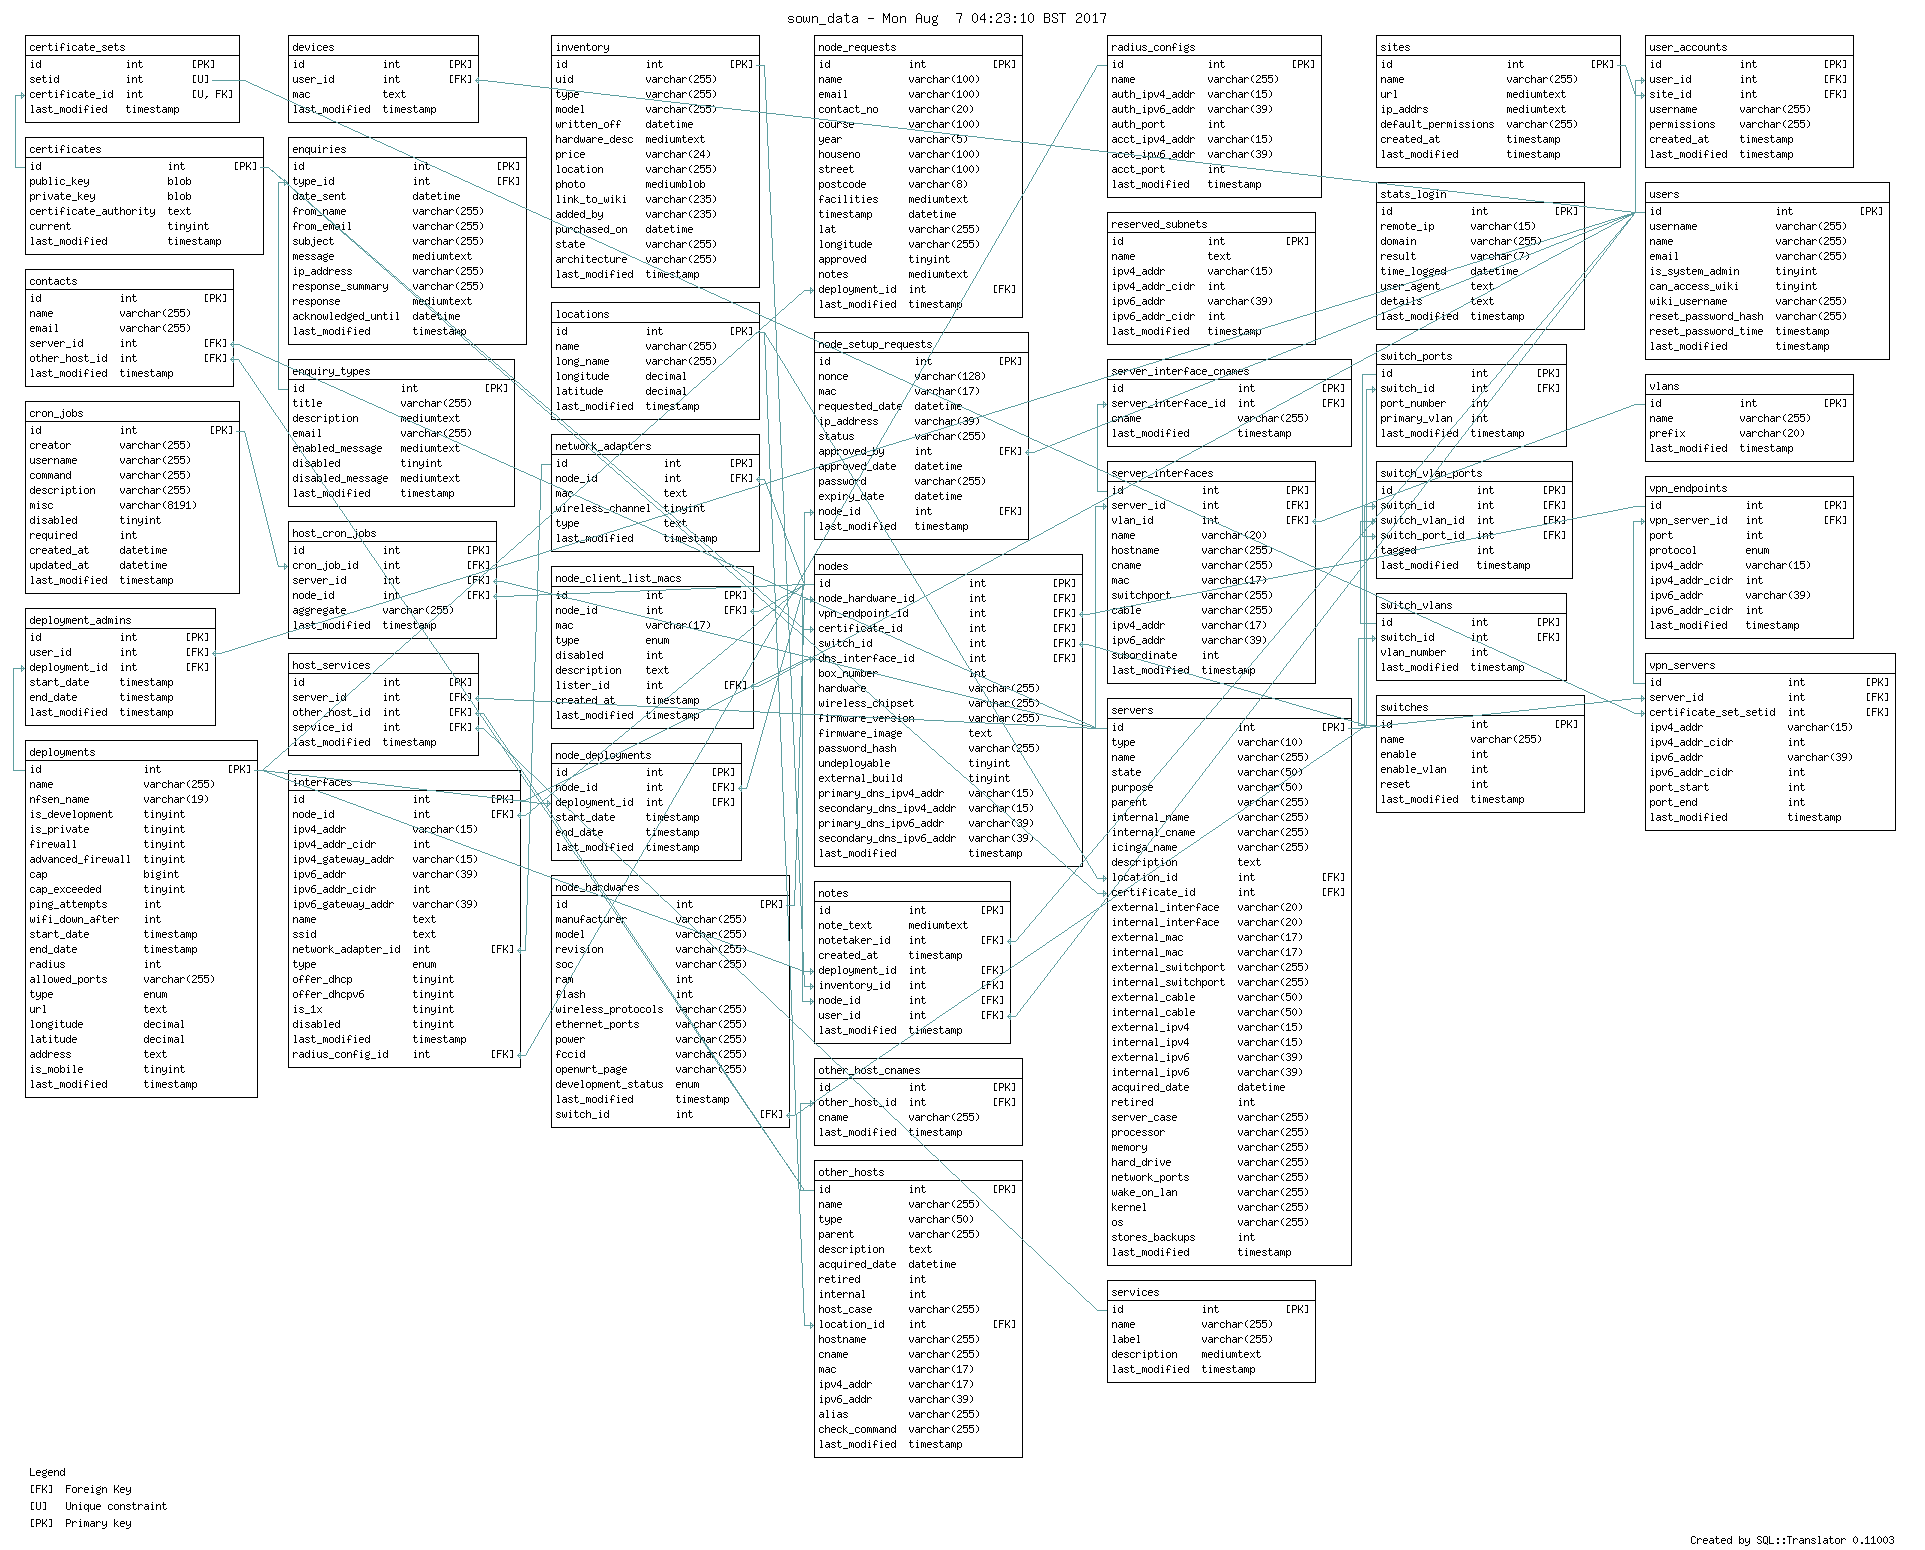 sown_data - Mon Aug  7 04:23:10 BST 2017
certificate_sets
id int [PK]
setid int [U]
certificate_id int [U, FK]
last_modified timestamp
certificates
id int [PK]
public_key blob
private_key blob
certificate_authority text
current tinyint
last_modified timestamp
contacts
id int [PK]
name varchar(255)
email varchar(255)
server_id int [FK]
other_host_id int [FK]
last_modified timestamp
cron_jobs
id int [PK]
creator varchar(255)
username varchar(255)
command varchar(255)
description varchar(255)
misc varchar(8191)
disabled tinyint
required int
created_at datetime
updated_at datetime
last_modified timestamp
deployment_admins
id int [PK]
user_id int [FK]
deployment_id int [FK]
start_date timestamp
end_date timestamp
last_modified timestamp
deployments
id int [PK]
name varchar(255)
nfsen_name varchar(19)
is_development tinyint
is_private tinyint
firewall tinyint
advanced_firewall tinyint
cap bigint
cap_exceeded tinyint
ping_attempts int
wifi_down_after int
start_date timestamp
end_date timestamp
radius int
allowed_ports varchar(255)
type enum
url text
longitude decimal
latitude decimal
address text
is_mobile tinyint
last_modified timestamp
devices
id int [PK]
user_id int [FK]
mac text
last_modified timestamp
enquiries
id int [PK]
type_id int [FK]
date_sent datetime
from_name varchar(255)
from_email varchar(255)
subject varchar(255)
message mediumtext
ip_address varchar(255)
response_summary varchar(255)
response mediumtext
acknowledged_until datetime
last_modified timestamp
enquiry_types
id int [PK]
title varchar(255)
description mediumtext
email varchar(255)
enabled_message mediumtext
disabled tinyint
disabled_message mediumtext
last_modified timestamp
host_cron_jobs
id int [PK]
cron_job_id int [FK]
server_id int [FK]
node_id int [FK]
aggregate varchar(255)
last_modified timestamp
host_services
id int [PK]
server_id int [FK]
other_host_id int [FK]
service_id int [FK]
last_modified timestamp
interfaces
id int [PK]
node_id int [FK]
ipv4_addr varchar(15)
ipv4_addr_cidr int
ipv4_gateway_addr varchar(15)
ipv6_addr varchar(39)
ipv6_addr_cidr int
ipv6_gateway_addr varchar(39)
name text
ssid text
network_adapter_id int [FK]
type enum
offer_dhcp tinyint
offer_dhcpv6 tinyint
is_1x tinyint
disabled tinyint
last_modified timestamp
radius_config_id int [FK]
inventory
id int [PK]
uid varchar(255)
type varchar(255)
model varchar(255)
written_off datetime
hardware_desc mediumtext
price varchar(24)
location varchar(255)
photo mediumblob
link_to_wiki varchar(235)
added_by varchar(235)
purchased_on datetime
state varchar(255)
architecture varchar(255)
last_modified timestamp
locations
id int [PK]
name varchar(255)
long_name varchar(255)
longitude decimal
latitude decimal
last_modified timestamp
network_adapters
id int [PK]
node_id int [FK]
mac text
wireless_channel tinyint
type text
last_modified timestamp
node_client_list_macs
id int [PK]
node_id int [FK]
mac varchar(17)
type enum
disabled int
description text
lister_id int [FK]
created_at timestamp
last_modified timestamp
node_deployments
id int [PK]
node_id int [FK]
deployment_id int [FK]
start_date timestamp
end_date timestamp
last_modified timestamp
node_hardwares
id int [PK]
manufacturer varchar(255)
model varchar(255)
revision varchar(255)
soc varchar(255)
ram int
flash int
wireless_protocols varchar(255)
ethernet_ports varchar(255)
power varchar(255)
fccid varchar(255)
openwrt_page varchar(255)
development_status enum
last_modified timestamp
switch_id int [FK]
node_requests
id int [PK]
name varchar(100)
email varchar(100)
contact_no varchar(20)
course varchar(100)
year varchar(5)
houseno varchar(100)
street varchar(100)
postcode varchar(8)
facilities mediumtext
timestamp datetime
lat varchar(255)
longitude varchar(255)
approved tinyint
notes mediumtext
deployment_id int [FK]
last_modified timestamp
node_setup_requests
id int [PK]
nonce varchar(128)
mac varchar(17)
requested_date datetime
ip_address varchar(39)
status varchar(255)
approved_by int [FK]
approved_date datetime
password varchar(255)
expiry_date datetime
node_id int [FK]
last_modified timestamp
nodes
id int [PK]
node_hardware_id int [FK]
vpn_endpoint_id int [FK]
certificate_id int [FK]
switch_id int [FK]
dns_interface_id int [FK]
box_number int
hardware varchar(255)
wireless_chipset varchar(255)
firmware_version varchar(255)
firmware_image text
password_hash varchar(255)
undeployable tinyint
external_build tinyint
primary_dns_ipv4_addr varchar(15)
secondary_dns_ipv4_addr varchar(15)
primary_dns_ipv6_addr varchar(39)
secondary_dns_ipv6_addr varchar(39)
last_modified timestamp
notes
id int [PK]
note_text mediumtext
notetaker_id int [FK]
created_at timestamp
deployment_id int [FK]
inventory_id int [FK]
node_id int [FK]
user_id int [FK]
last_modified timestamp
other_host_cnames
id int [PK]
other_host_id int [FK]
cname varchar(255)
last_modified timestamp
other_hosts
id int [PK]
name varchar(255)
type varchar(50)
parent varchar(255)
description text
acquired_date datetime
retired int
internal int
host_case varchar(255)
location_id int [FK]
hostname varchar(255)
cname varchar(255)
mac varchar(17)
ipv4_addr varchar(17)
ipv6_addr varchar(39)
alias varchar(255)
check_command varchar(255)
last_modified timestamp
radius_configs
id int [PK]
name varchar(255)
auth_ipv4_addr varchar(15)
auth_ipv6_addr varchar(39)
auth_port int
acct_ipv4_addr varchar(15)
acct_ipv6_addr varchar(39)
acct_port int
last_modified timestamp
reserved_subnets
id int [PK]
name text
ipv4_addr varchar(15)
ipv4_addr_cidr int
ipv6_addr varchar(39)
ipv6_addr_cidr int
last_modified timestamp
server_interface_cnames
id int [PK]
server_interface_id int [FK]
cname varchar(255)
last_modified timestamp
server_interfaces
id int [PK]
server_id int [FK]
vlan_id int [FK]
name varchar(20)
hostname varchar(255)
cname varchar(255)
mac varchar(17)
switchport varchar(255)
cable varchar(255)
ipv4_addr varchar(17)
ipv6_addr varchar(39)
subordinate int
last_modified timestamp
servers
id int [PK]
type varchar(10)
name varchar(255)
state varchar(50)
purpose varchar(50)
parent varchar(255)
internal_name varchar(255)
internal_cname varchar(255)
icinga_name varchar(255)
description text
location_id int [FK]
certificate_id int [FK]
external_interface varchar(20)
internal_interface varchar(20)
external_mac varchar(17)
internal_mac varchar(17)
external_switchport varchar(255)
internal_switchport varchar(255)
external_cable varchar(50)
internal_cable varchar(50)
external_ipv4 varchar(15)
internal_ipv4 varchar(15)
external_ipv6 varchar(39)
internal_ipv6 varchar(39)
acquired_date datetime
retired int
server_case varchar(255)
processor varchar(255)
memory varchar(255)
hard_drive varchar(255)
network_ports varchar(255)
wake_on_lan varchar(255)
kernel varchar(255)
os varchar(255)
stores_backups int
last_modified timestamp
services
id int [PK]
name varchar(255)
label varchar(255)
description mediumtext
last_modified timestamp
sites
id int [PK]
name varchar(255)
url mediumtext
ip_addrs mediumtext
default_permissions varchar(255)
created_at timestamp
last_modified timestamp
stats_login
id int [PK]
remote_ip varchar(15)
domain varchar(255)
result varchar(7)
time_logged datetime
user_agent text
details text
last_modified timestamp
switch_ports
id int [PK]
switch_id int [FK]
port_number int
primary_vlan int
last_modified timestamp
switch_vlan_ports
id int [PK]
switch_id int [FK]
switch_vlan_id int [FK]
switch_port_id int [FK]
tagged int
last_modified timestamp
switch_vlans
id int [PK]
switch_id int [FK]
vlan_number int
last_modified timestamp
switches
id int [PK]
name varchar(255)
enable int
enable_vlan int
reset int
last_modified timestamp
user_accounts
id int [PK]
user_id int [FK]
site_id int [FK]
username varchar(255)
permissions varchar(255)
created_at timestamp
last_modified timestamp
users
id int [PK]
username varchar(255)
name varchar(255)
email varchar(255)
is_system_admin tinyint
can_access_wiki tinyint
wiki_username varchar(255)
reset_password_hash varchar(255)
reset_password_time timestamp
last_modified timestamp
vlans
id int [PK]
name varchar(255)
prefix varchar(20)
last_modified timestamp
vpn_endpoints
id int [PK]
vpn_server_id int [FK]
port int
protocol enum
ipv4_addr varchar(15)
ipv4_addr_cidr int
ipv6_addr varchar(39)
ipv6_addr_cidr int
last_modified timestamp
vpn_servers
id int [PK]
server_id int [FK]
certificate_set_setid int [FK]
ipv4_addr varchar(15)
ipv4_addr_cidr int
ipv6_addr varchar(39)
ipv6_addr_cidr int
port_start int
port_end int
last_modified timestamp
Legend
[FK] Foreign Key
[U] Unique constraint
[PK] Primary key
Created by SQL::Translator 0.11003